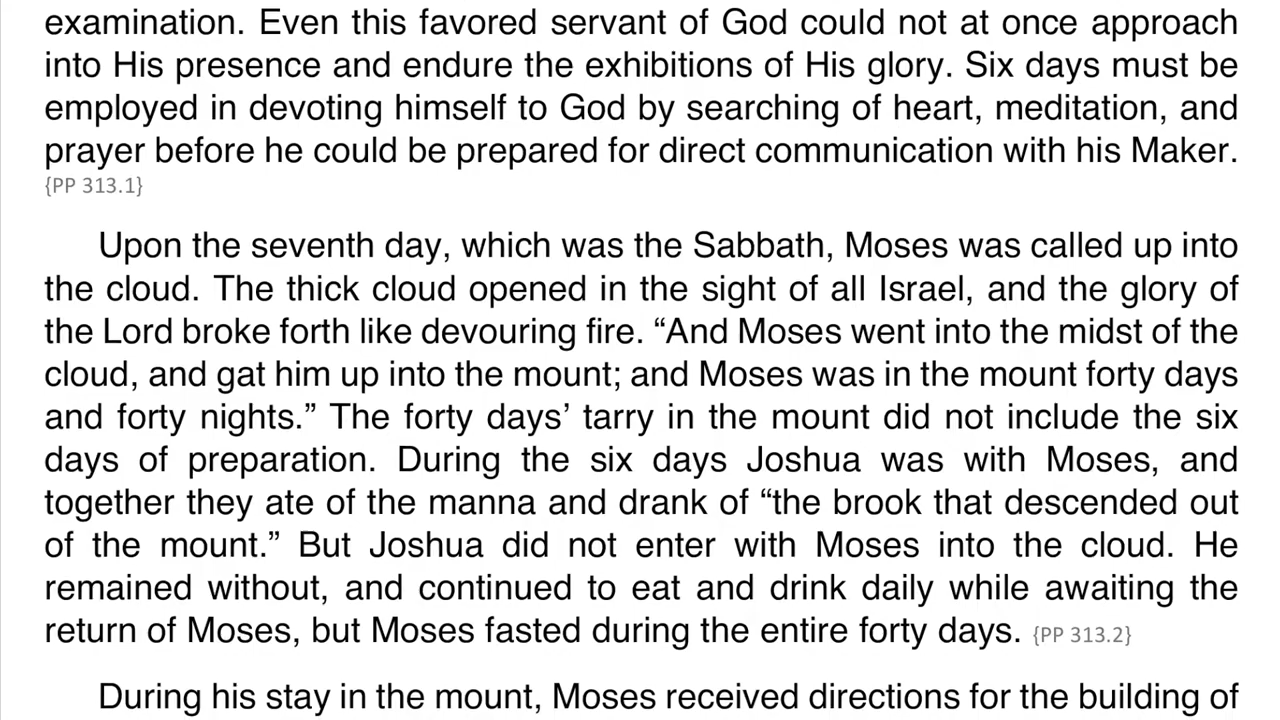 examination. Even this favored servant of God could not at once approach
into His presence and endure the exhibitions of His glory. Six days must be
employed in devoting himself to God by searching of heart, meditation, and
prayer before he could be prepared for direct communication with his Maker.
{PP 313.1}
Upon the seventh day, which was the Sabbath, Moses was called up into
the cloud. The thick cloud opened in the sight of all Israel, and the glory of
the Lord broke forth like devouring fire. “And Moses went into the midst of the
cloud, and gat him up into the mount; and Moses was in the mount forty days
and forty nights.” The forty days’ tarry in the mount did not include the six
days of preparation. During the six days Joshua was with Moses, and
together they ate of the manna and drank of “the brook that descended out
of the mount.” But Joshua did not enter with Moses into the cloud. He
remained without, and continued to eat and drink daily while awaiting the
return of Moses, but Moses fasted during the entire forty days. {PP 313.2}
During his stay in the mount, Moses received directions for the building of